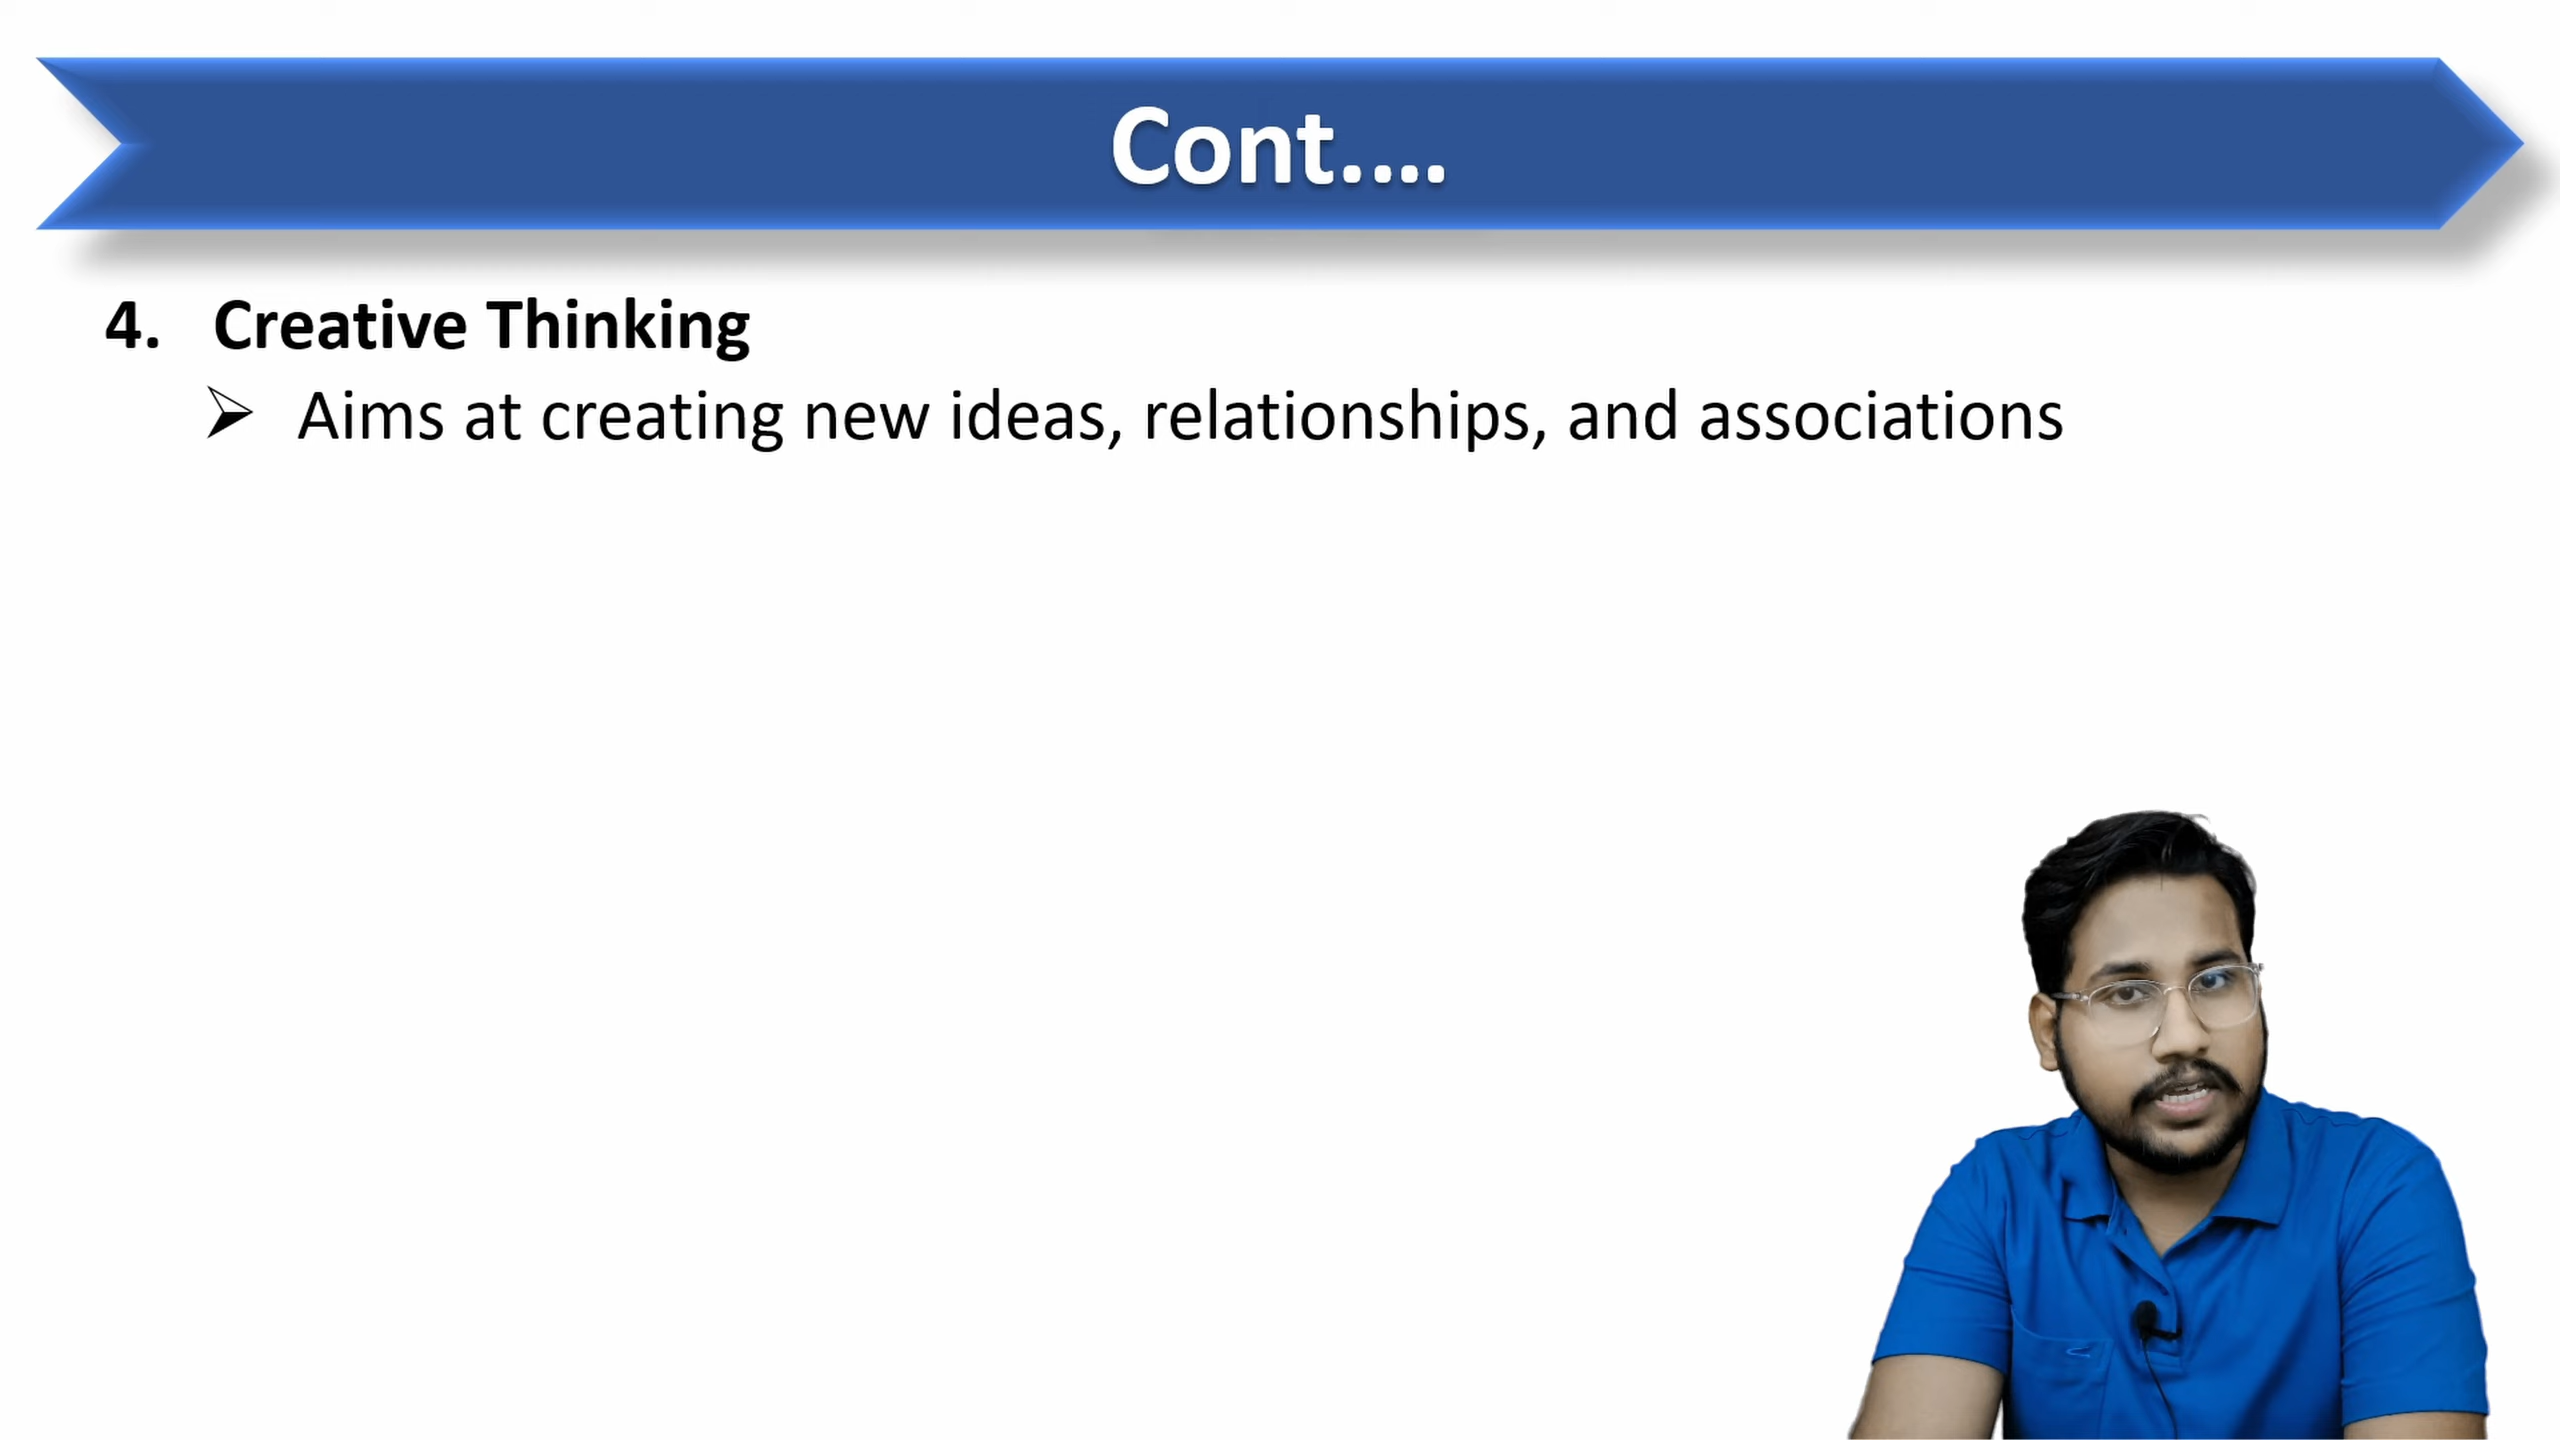 Cont....
4. Creative Thinking
➢ Aims at creating new ideas, relationships, and associations